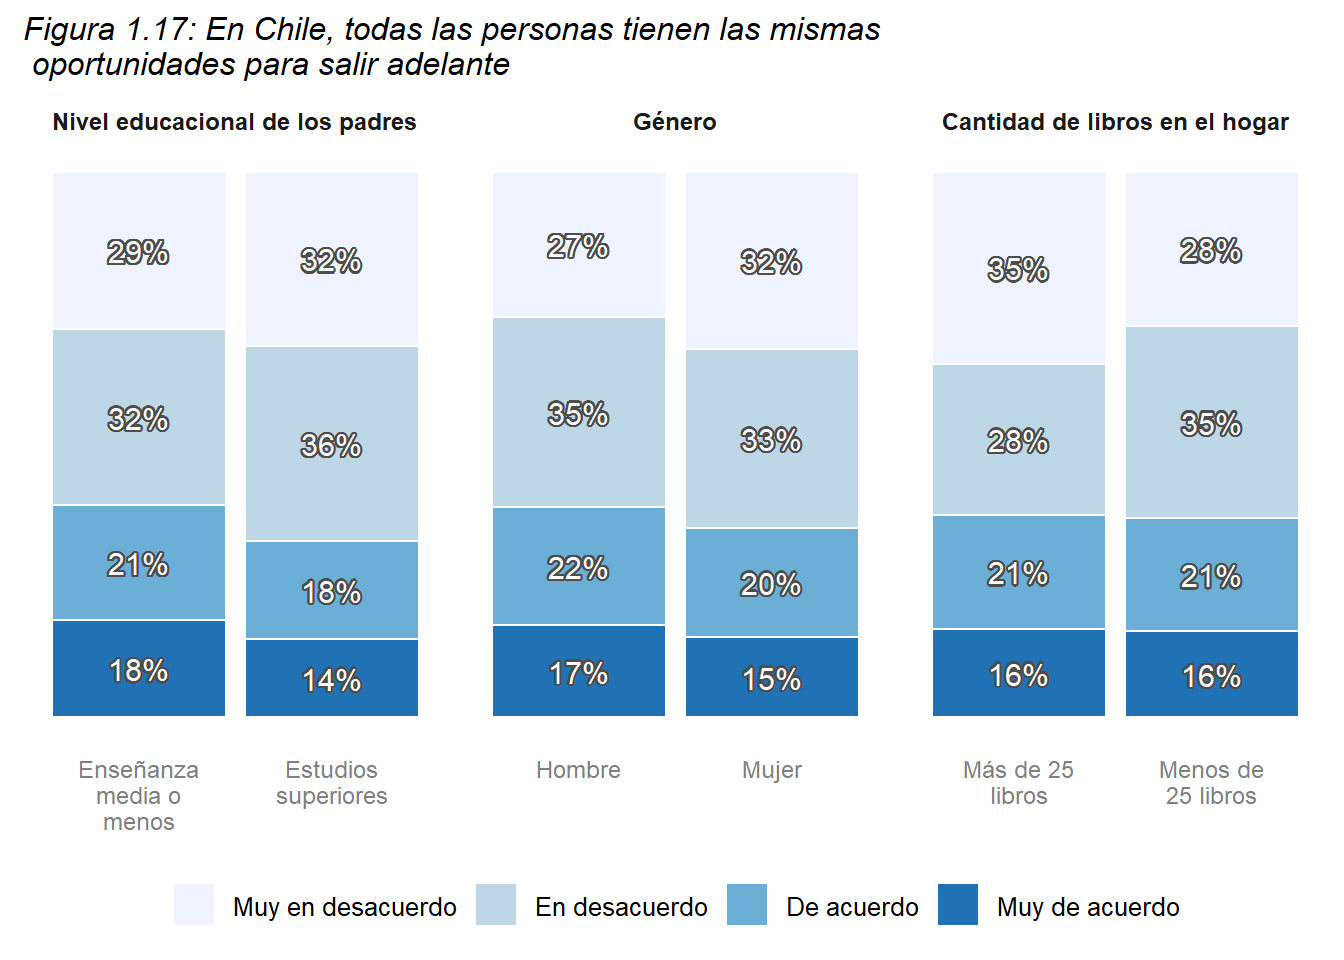 Figura 1.17: En Chile, todas las personas tienen las mismas
oportunidades para salir adelante
Nivel educacional de los padres
29%
32%
32%
36%
21%
18%
18%
14%
Enseñanza
media o
menos
Estudios
superiores
Género
27%
32%
35%
33%
22%
20%
17%
15%
Hombre
Mujer
Cantidad de libros en el hogar
35%
28%
28%
35%
21%
21%
16%
16%
Más de 25
libros
Menos de
25 libros
Muy en desacuerdo
En desacuerdo
De acuerdo
Muy de acuerdo